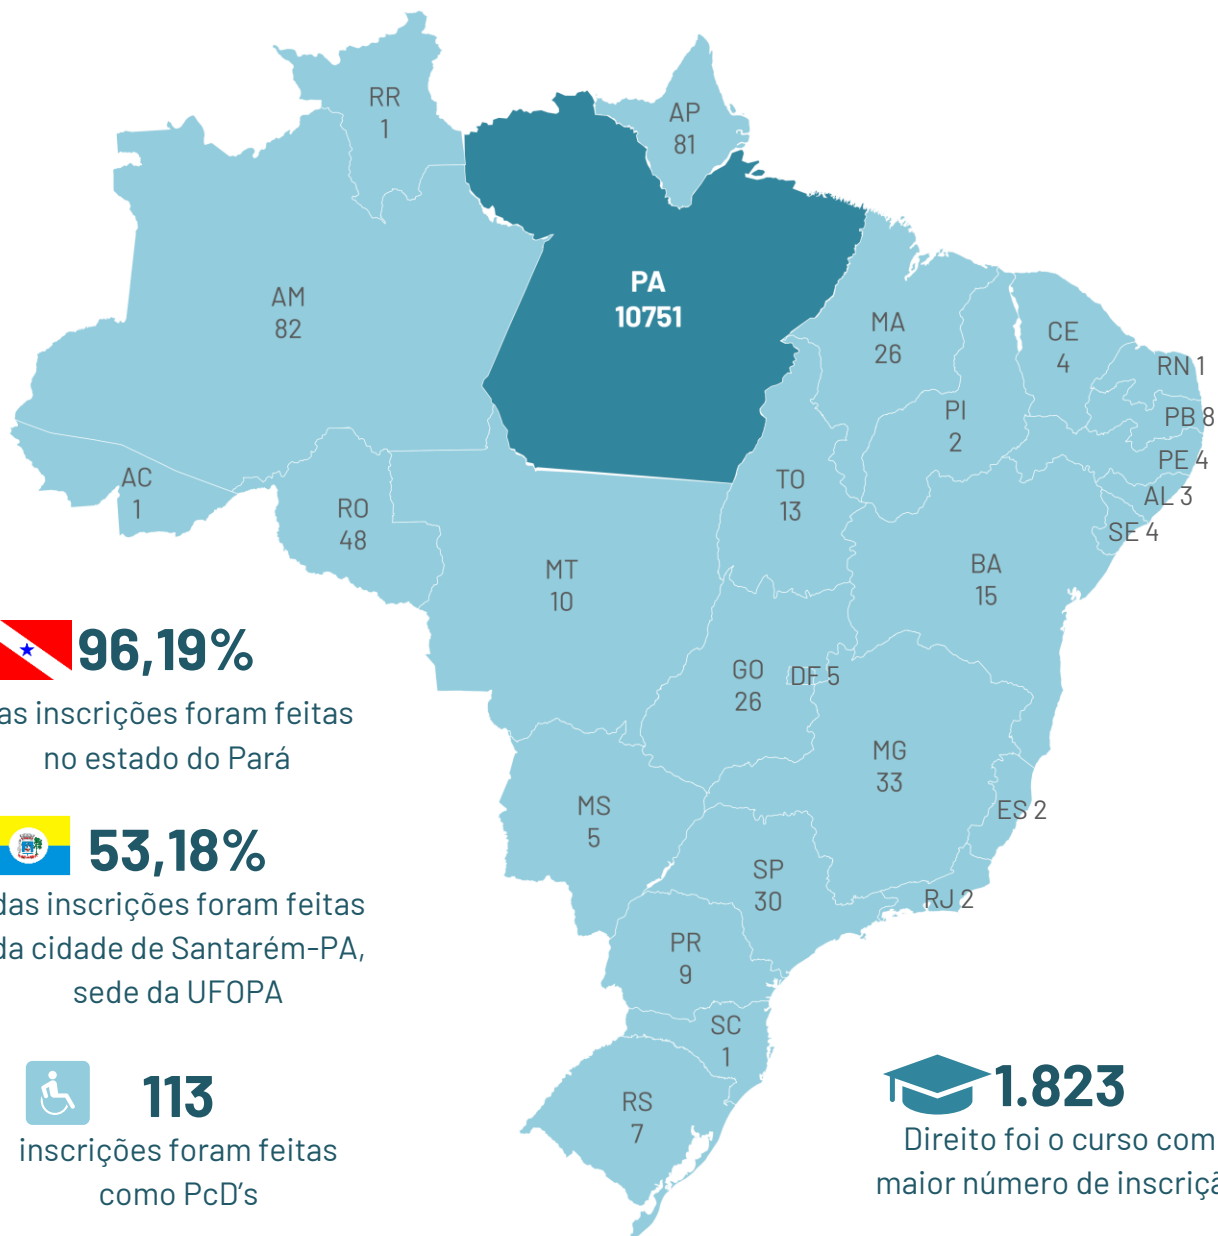 RR
1
AP
81
PA
10751
AM
82
MA
26
CE
4
RN 1
PI
2
PB 8
PE 4
AC
1
TO
13
AL 3
RO
48
SE 4
BA
15
MT
10
96,19%
as inscrições foram feitas
no estado do Pará
GO
26
DF 5
MG
33
MS
5
ES 2
53,18%
das inscrições foram feitas
da cidade de Santarém-PA,
sede da UFOPA
SP
30
RJ 2
PR
9
SC
1
113
inscrições foram feitas
como PcD's
RS
7
1.823
Direito foi o curso com
maior número de inscriçã